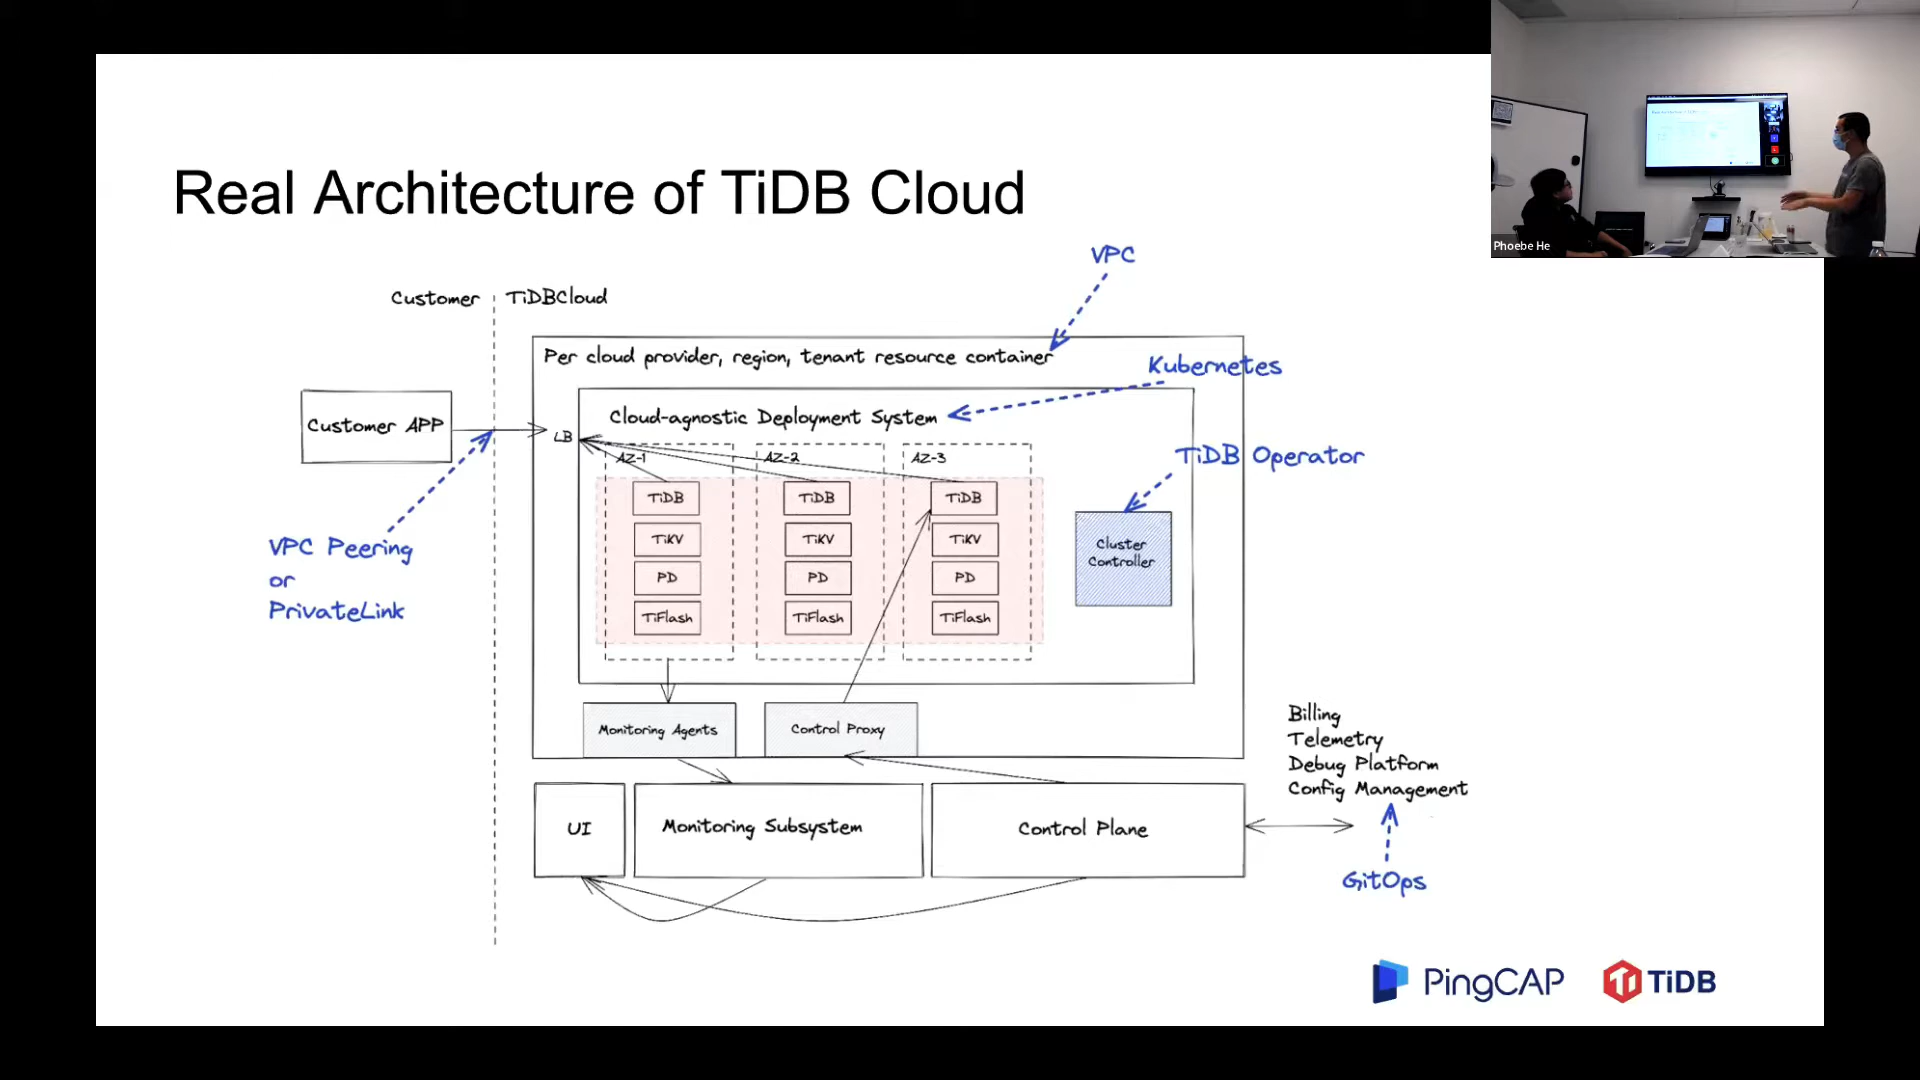 Real Architecture of TiDB Cloud
Phoebe He
VPC
Customer
TiDBCloud
Per cloud provider, region, tenant resource container
Kubernetes
Customer APP
LB
Cloud-agnostic Deployment System
TiDB Operator
AZ-1
AZ-2
AZ-3
TiDB
TiDB
TiDB
TiKV
TiKV
TiKV
PD
PD
PD
TiFlash
TiFlash
TiFlash
Cluster
Controller
VPC Peering
or
PrivateLink
Monitoring Agents
Control Proxy
Billing
Telemetry
Debug Platform
Config Management
UI
Monitoring Subsystem
Control Plane
GitOps
PingCAP
TiDB